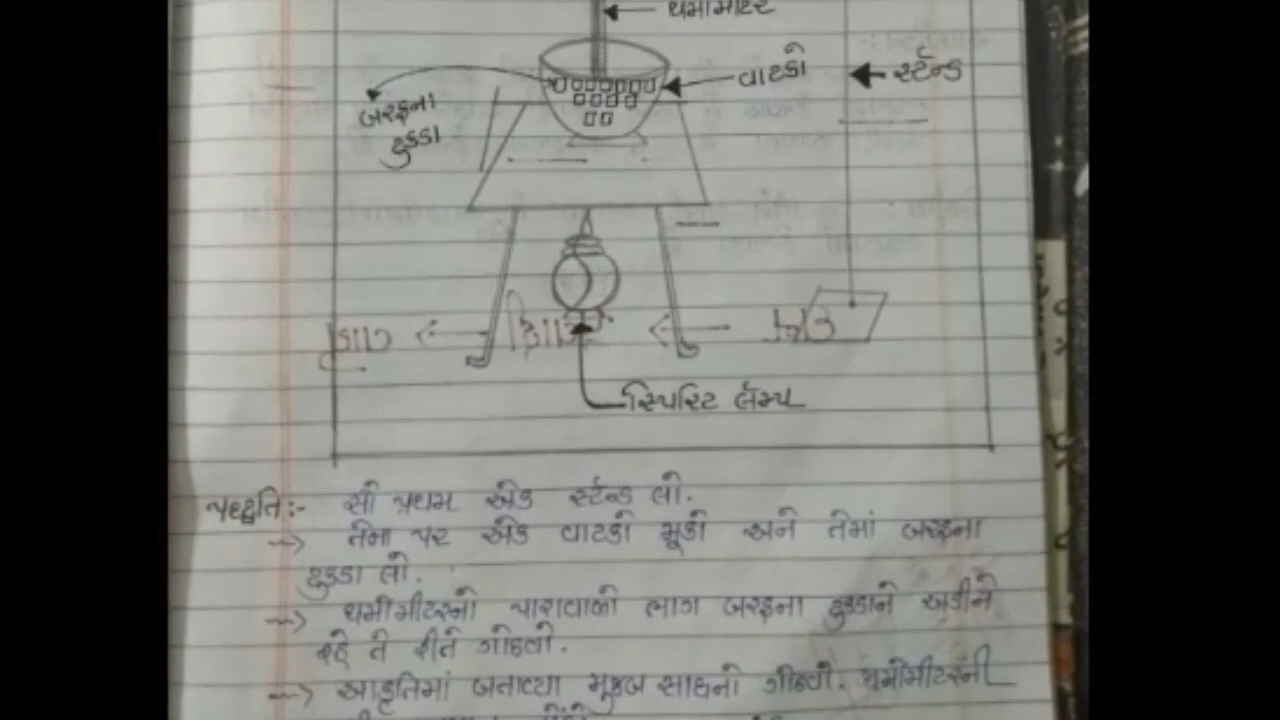 થર્મોમીટર
વાટકો
સ્ટૅન્ડ
બરફના
ટુકડા
સ્પિરિટ લૅમ્પ
પદ્ધતિ :- સૌ પ્રથમ એક સ્ટૅન્ડ લો.
--> તેના પર એક વાટકો મૂકો અને તેમાં બરફના
ટુકડા લો.
--> થર્મોમીટરનો પારાવાળો ભાગ બરફના ટુકડાને અડીને
રહે તે રીતે ગોઠવો.
--> આકૃતિમાં બતાવ્યા મુજબ સાધનો ગોઠવો. થર્મોમીટરની